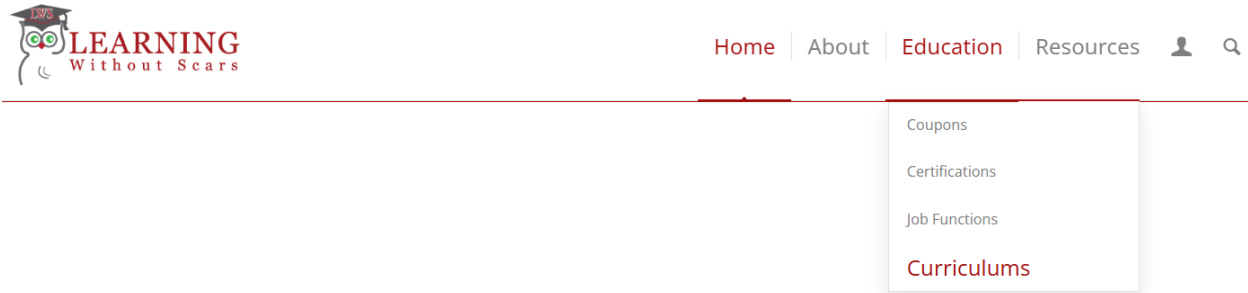 LWS
LEARNING
Without Scars
Home
About
Education
Resources
Coupons
Certifications
Job Functions
Curriculums